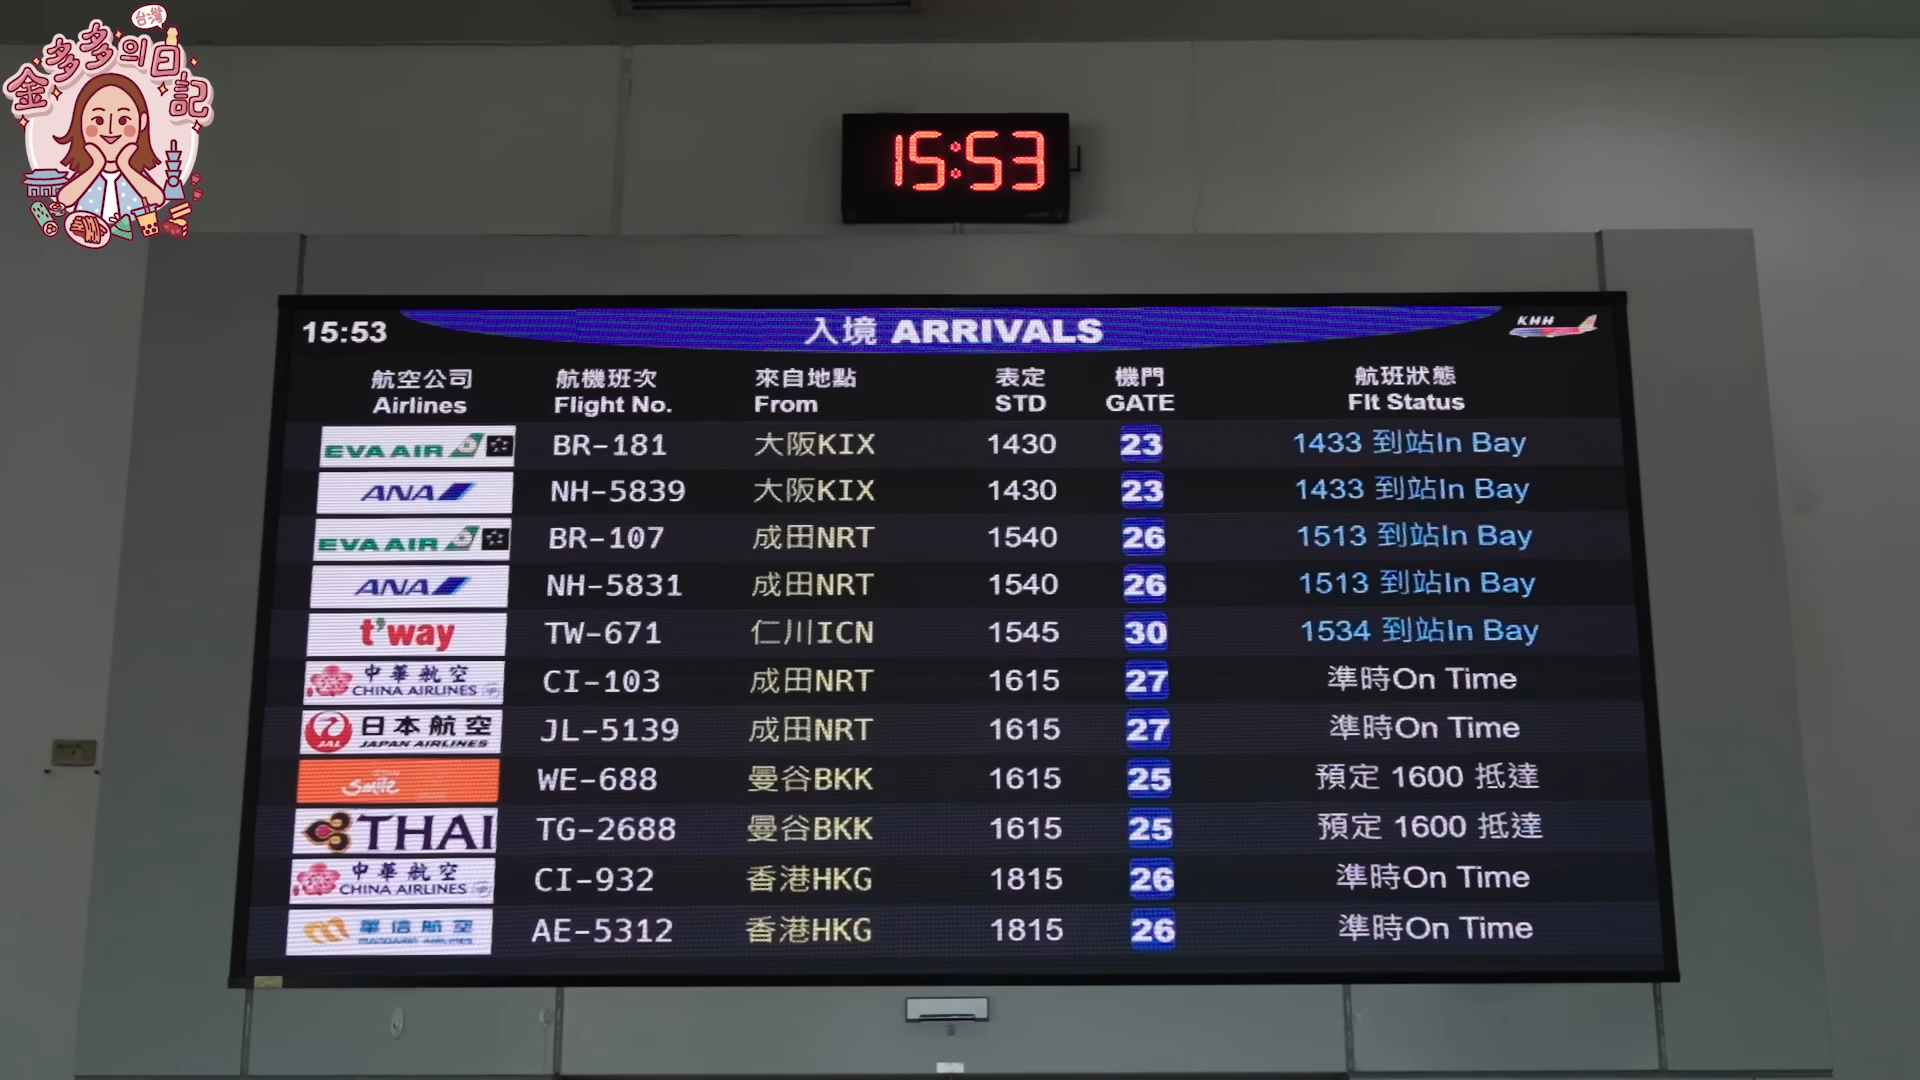 台灣
金多多의日記
15:53
15:53 入境 ARRIVALS KHH
航空公司 航機班次 來自地點 表定 機門 航班狀態
Airlines Flight No. From STD GATE Flt Status
EVA AIR BR-181 大阪KIX 1430 23 1433 到站In Bay
ANA NH-5839 大阪KIX 1430 23 1433 到站In Bay
EVA AIR BR-107 成田NRT 1540 26 1513 到站In Bay
ANA NH-5831 成田NRT 1540 26 1513 到站In Bay
t'way TW-671 仁川ICN 1545 30 1534 到站In Bay
中華航空 CHINA AIRLINES CI-103 成田NRT 1615 27 準時On Time
JAL 日本航空 JAPAN AIRLINES JL-5139 成田NRT 1615 27 準時On Time
Smile WE-688 曼谷BKK 1615 25 預定 1600 抵達
THAI TG-2688 曼谷BKK 1615 25 預定 1600 抵達
中華航空 CHINA AIRLINES CI-932 香港HKG 1815 26 準時On Time
華信航空 MANDARIN AIRLINES AE-5312 香港HKG 1815 26 準時On Time